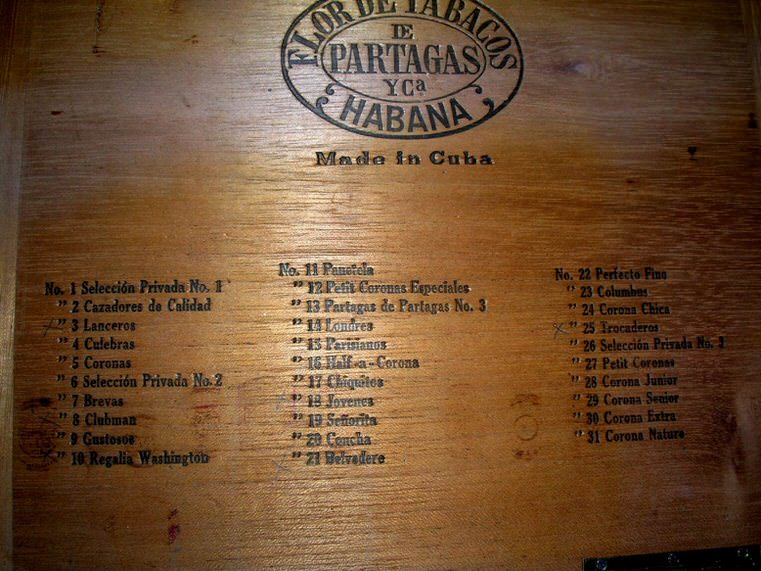 FLOR DE TABACOS
DE
PARTAGAS
Y Cª
HABANA
Made in Cuba
No. 1 Selección Privada No. 1
" 2 Cazadores de Calidad
" 3 Lanceros
" 4 Culebras
" 5 Coronas
" 6 Selección Privada No. 2
" 7 Brevas
" 8 Clubman
" 9 Gustosos
" 10 Regalia Washington
No. 11 Panetela
" 12 Petit Coronas Especiales
" 13 Partagas de Partagas No. 3
" 14 Londres
" 15 Parisianos
" 16 Half-a-Corona
" 17 Chiquitos
" 18 Jovenes
" 19 Señorita
" 20 Concha
" 21 Belvedere
No. 22 Perfecto Fino
" 23 Columbus
" 24 Corona Chica
" 25 Trocaderos
" 26 Selección Privada No. 3
" 27 Petit Coronas
" 28 Corona Junior
" 29 Corona Senior
" 30 Corona Extra
" 31 Corona Nature